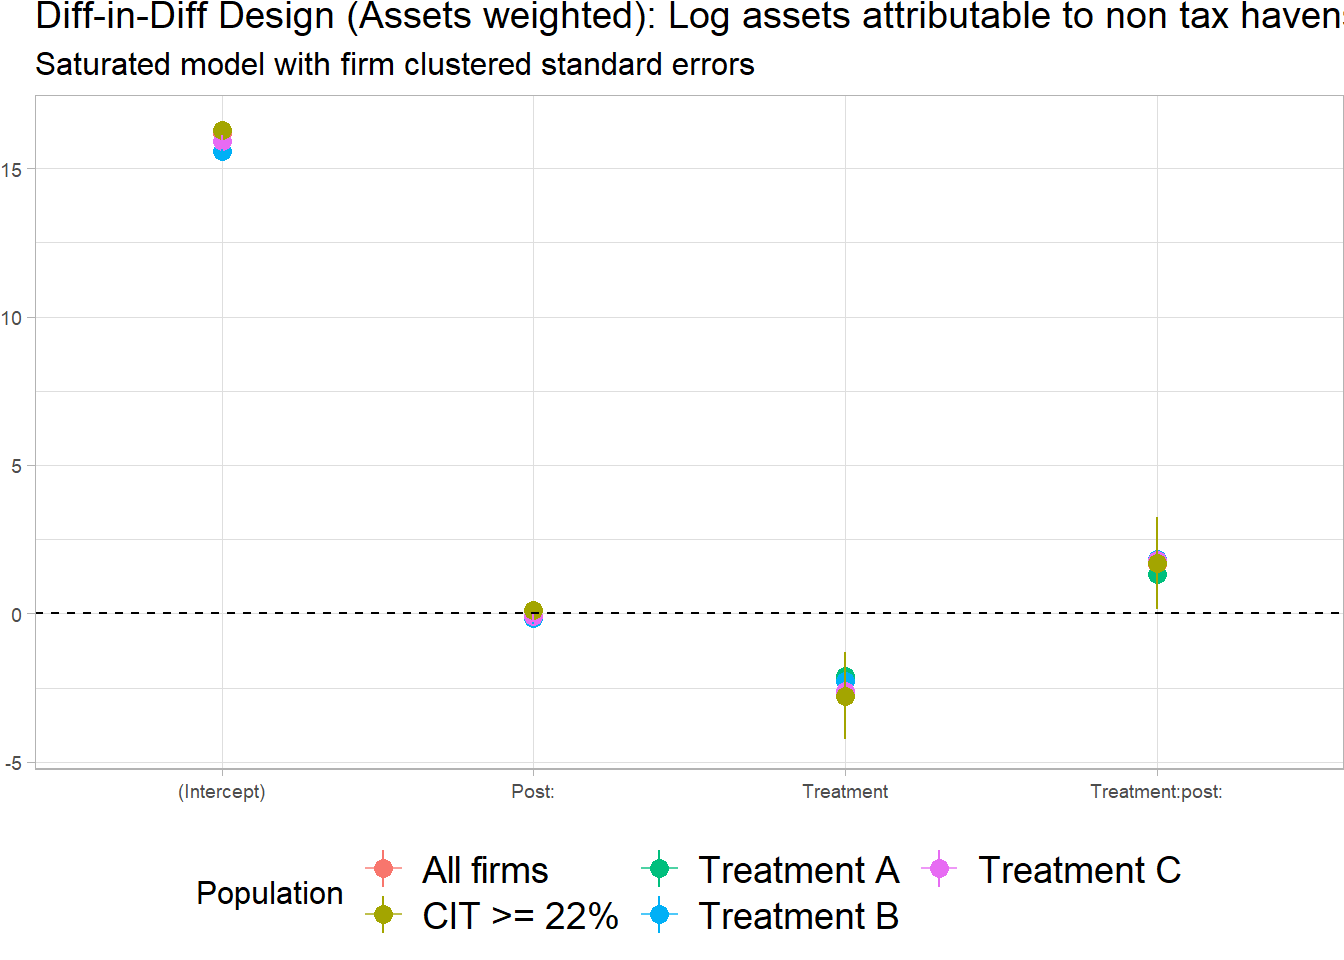 Diff-in-Diff Design (Assets weighted): Log assets attributable to non tax haven
Saturated model with firm clustered standard errors
15
10
5
0
-5
(Intercept) Post: Treatment Treatment:post:
Population
All firms Treatment A Treatment C
CIT >= 22% Treatment B